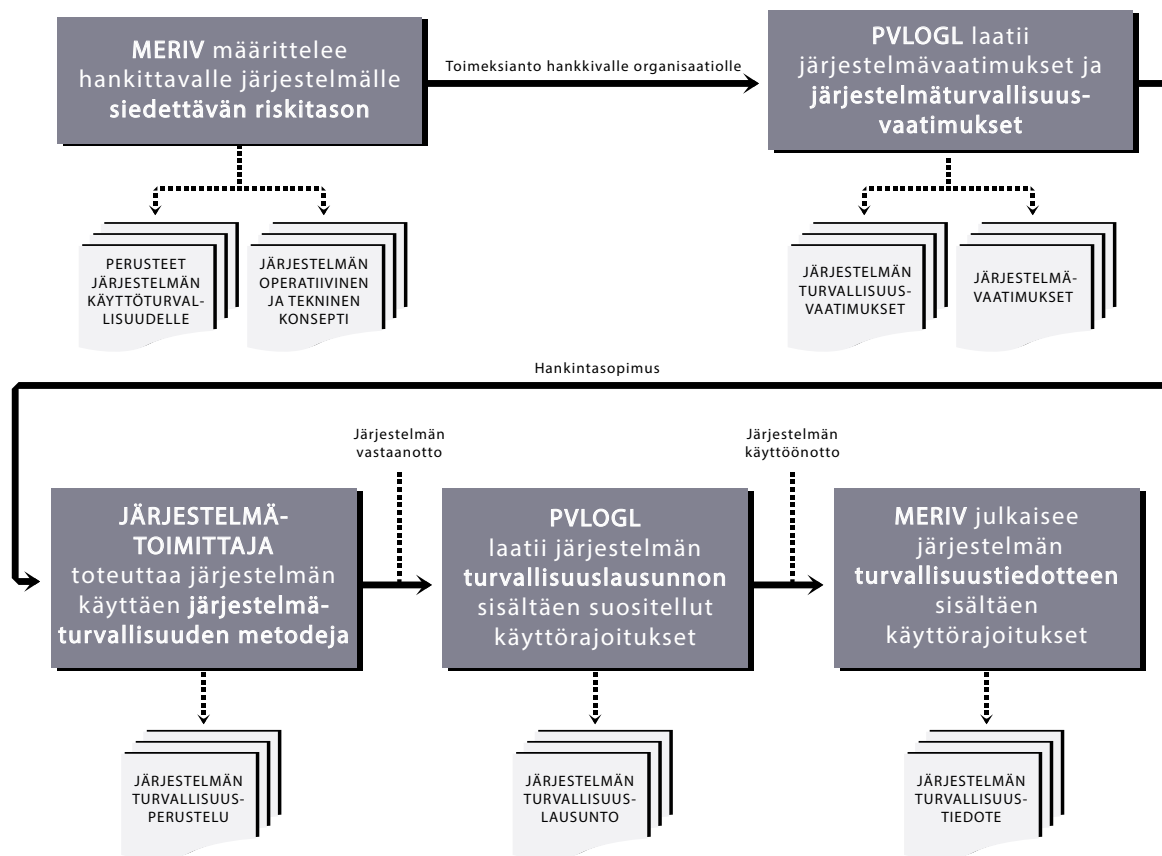 MERIV määrittelee
hankittavalle järjestelmälle
siedettävän riskitason
Toimeksianto hankkivalle organisaatiolle
PVLOGL laatii
järjestelmävaatimukset ja
järjestelmäturvallisuus-
vaatimukset
PERUSTEET
JÄRJESTELMÄN
KÄYTTÖTURVAL-
LISUUDELLE
JÄRJESTELMÄN
OPERATIIVINEN
JA TEKNINEN
KONSEPTI
JÄRJESTELMÄN
TURVALLISUUS-
VAATIMUKSET
JÄRJESTELMÄ-
VAATIMUKSET
Hankintasopimus
Järjestelmän
vastaanotto
Järjestelmän
käyttöönotto
JÄRJESTELMÄ-
TOIMITTAJA
toteuttaa järjestelmän
käyttäen järjestelmä-
turvallisuuden metodeja
PVLOGL
laatii järjestelmän
turvallisuuslausunnon
sisältäen suositellut
käyttörajoitukset
MERIV julkaisee
järjestelmän
turvallisuustiedotteen
sisältäen
käyttörajoitukset
JÄRJESTELMÄN
TURVALLISUUS-
PERUSTELU
JÄRJESTELMÄN
TURVALLISUUS-
LAUSUNTO
JÄRJESTELMÄN
TURVALLISUUS-
TIEDOTE